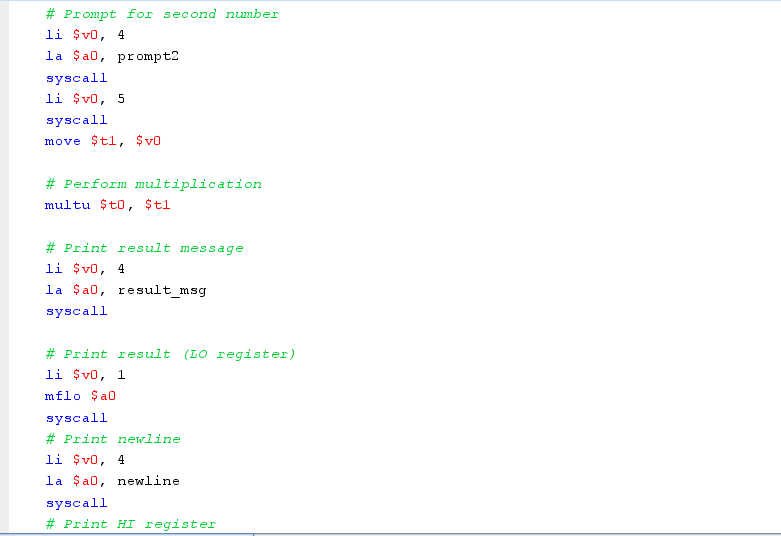 # Prompt for second number
li $v0, 4
la $a0, prompt2
syscall
li $v0, 5
syscall
move $t1, $v0
# Perform multiplication
multu $t0, $t1
# Print result message
li $v0, 4
la $a0, result_msg
syscall
# Print result (LO register)
li $v0, 1
mflo $a0
syscall
# Print newline
li $v0, 4
la $a0, newline
syscall
# Print HI register